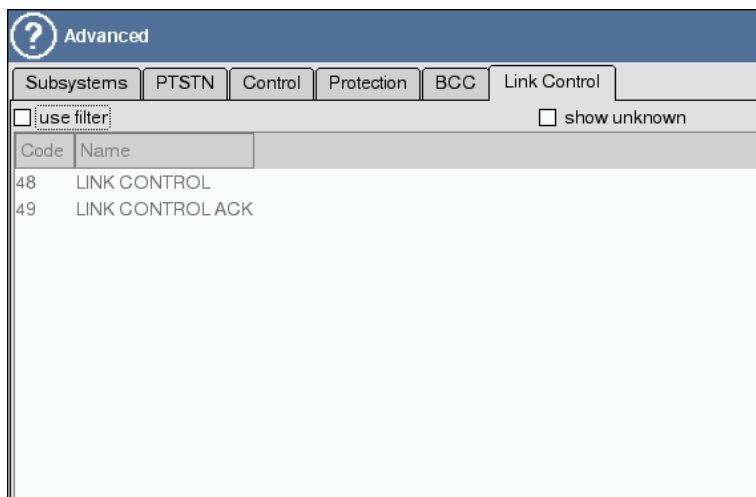 ? Advanced
Subsystems PTSTN Control Protection BCC Link Control
use filter show unknown
Code Name
48 LINK CONTROL
49 LINK CONTROL ACK